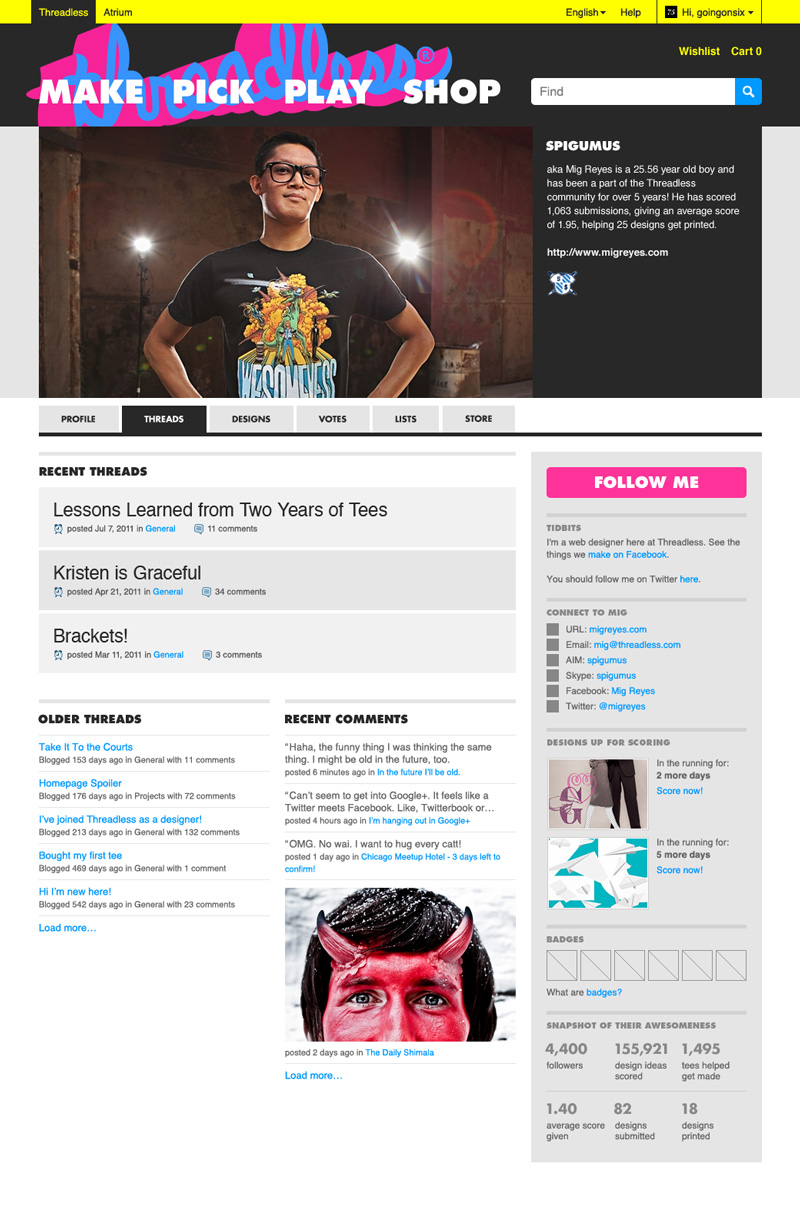 Threadless Atrium English Help Hi, goingonsix
Wishlist Cart 0
threadless®
MAKE PICK PLAY SHOP
Find
SPIGUMUS
aka Mig Reyes is a 25.56 year old boy and
has been a part of the Threadless
community for over 5 years! He has scored
1,063 submissions, giving an average score
of 1.95, helping 25 designs get printed.
http://www.migreyes.com
AWESOMENESS
PROFILE THREADS DESIGNS VOTES LISTS STORE
RECENT THREADS
Lessons Learned from Two Years of Tees
posted Jul 7, 2011 in General 11 comments
Kristen is Graceful
posted Apr 21, 2011 in General 34 comments
Brackets!
posted Mar 11, 2011 in General 3 comments
OLDER THREADS
Take It To the Courts
Blogged 153 days ago in General with 11 comments
Homepage Spoiler
Blogged 176 days ago in Projects with 72 comments
I've joined Threadless as a designer!
Blogged 213 days ago in General with 132 comments
Bought my first tee
Blogged 469 days ago in General with 1 comment
Hi I'm new here!
Blogged 542 days ago in General with 23 comments
Load more…
RECENT COMMENTS
"Haha, the funny thing I was thinking the same
thing. I might be old in the future, too.
posted 6 minutes ago in In the future I'll be old.
"Can't seem to get into Google+. It feels like a
Twitter meets Facebook. Like, Twitterbook or…
posted 4 hours ago in I'm hanging out in Google+
"OMG. No wai. I want to hug every catt!
posted 1 day ago in Chicago Meetup Hotel - 3 days left to
confirm!
posted 2 days ago in The Daily Shimala
Load more…
FOLLOW ME
TIDBITS
I'm a web designer here at Threadless. See the
things we make on Facebook.
You should follow me on Twitter here.
CONNECT TO MIG
URL: migreyes.com
Email: mig@threadless.com
AIM: spigumus
Skype: spigumus
Facebook: Mig Reyes
Twitter: @migreyes
DESIGNS UP FOR SCORING
In the running for:
2 more days
Score now!
In the running for:
5 more days
Score now!
BADGES
What are badges?
SNAPSHOT OF THEIR AWESOMENESS
4,400 155,921 1,495
followers design ideas tees helped
scored get made
1.40 82 18
average score designs designs
given submitted printed